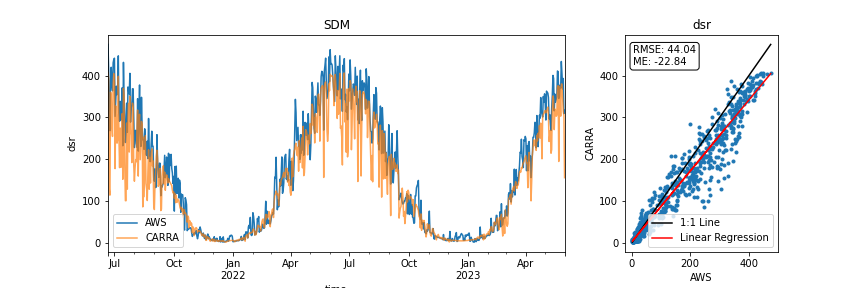 SDM
dsr
400
300
200
100
0
AWS
CARRA
Jul
Oct
Jan
2022
Apr
Jul
Oct
Jan
2023
Apr
time
dsr
RMSE: 44.04
ME: -22.84
CARRA
400
300
200
100
0
1:1 Line
Linear Regression
0
200
400
AWS